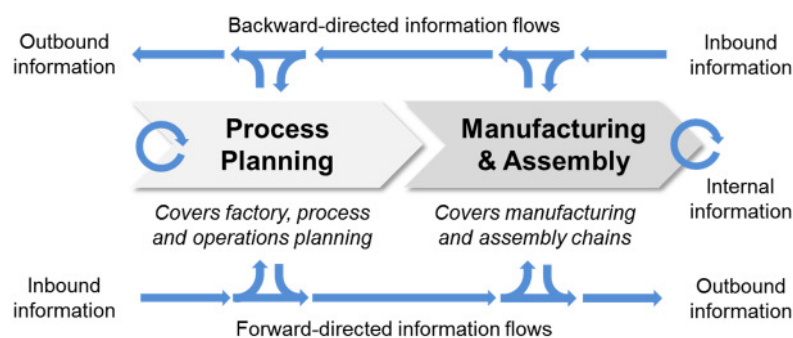 Backward-directed information flows
Outbound
information
Inbound
information
Process
Planning
Manufacturing
& Assembly
Covers factory, process
and operations planning
Covers manufacturing
and assembly chains
Internal
information
Inbound
information
Outbound
information
Forward-directed information flows